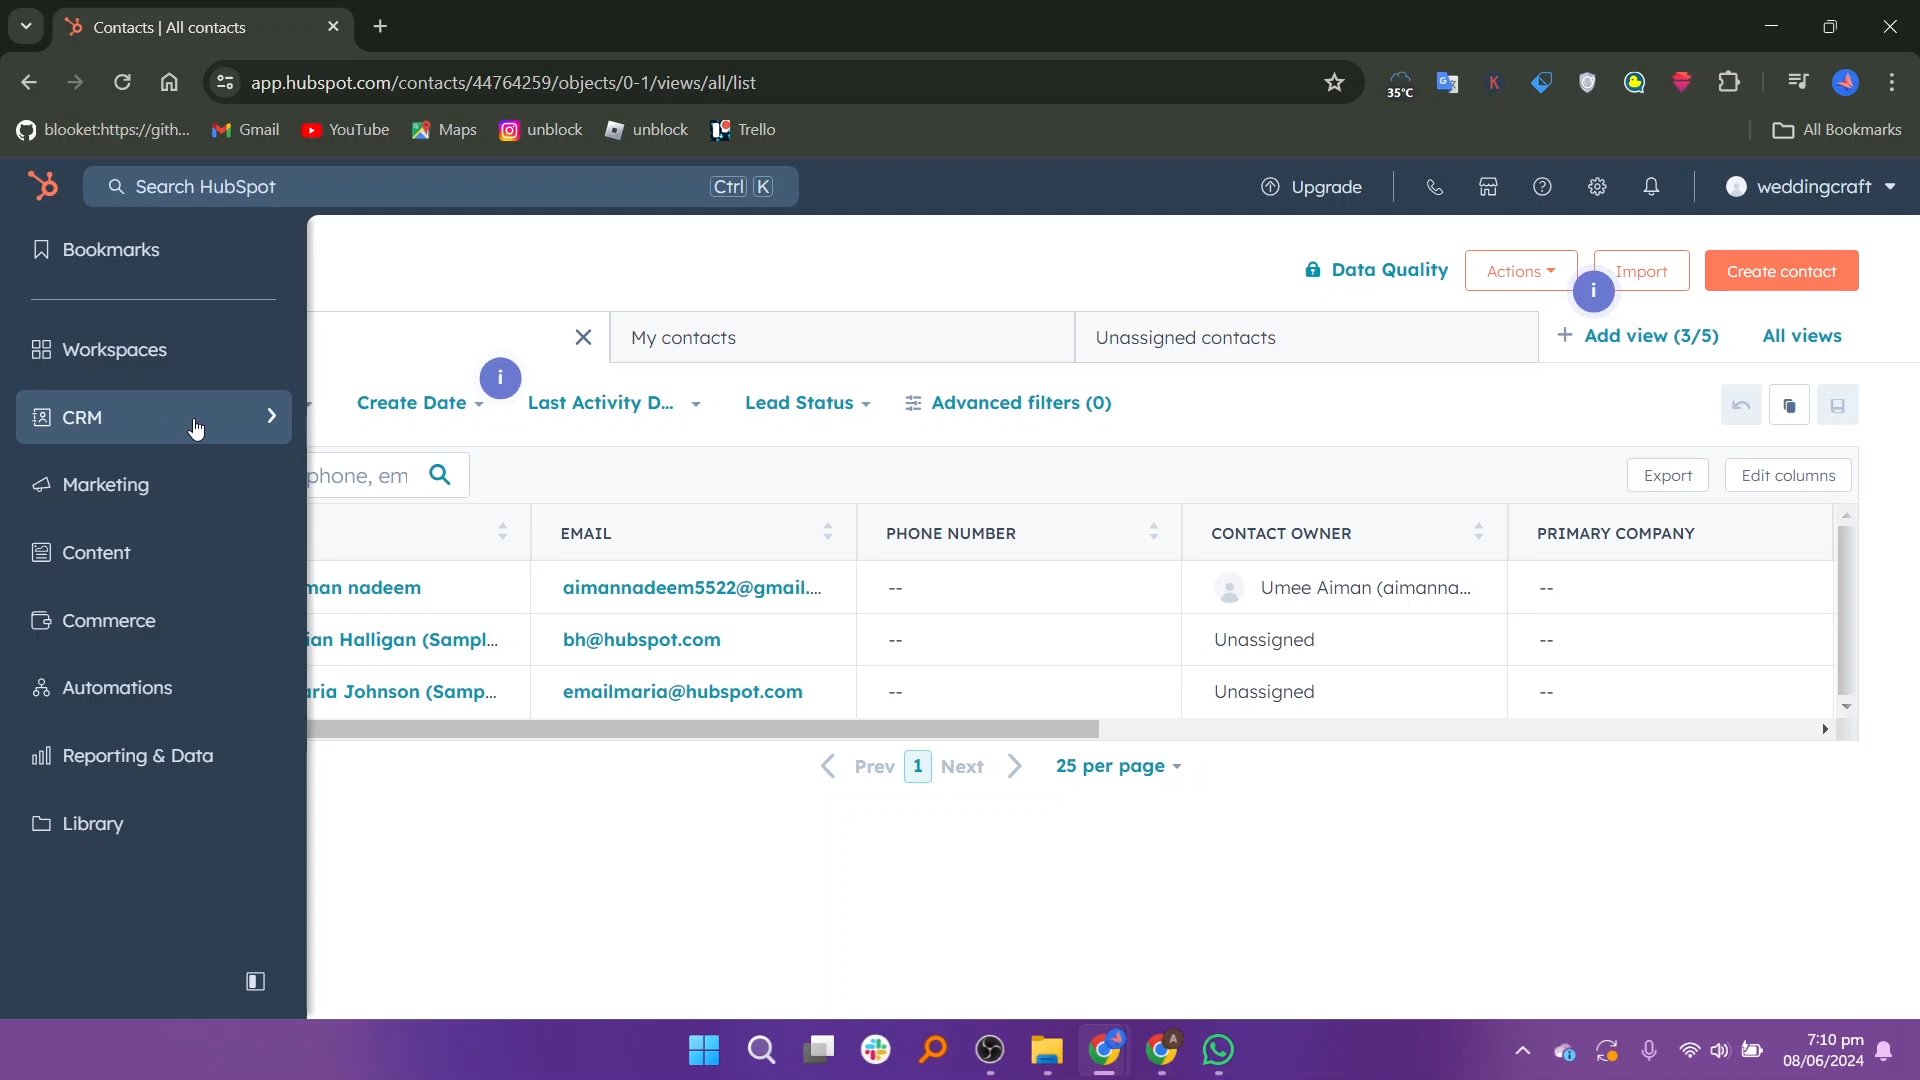 Contacts | All contacts
app.hubspot.com/contacts/44764259/objects/0-1/views/all/list
35°C
K
blooket:https://gith...
Gmail
YouTube
Maps
unblock
unblock
Trello
All Bookmarks
Search HubSpot
Ctrl K
Upgrade
weddingcraft
Bookmarks
Workspaces
CRM
Marketing
Content
Commerce
Automations
Reporting & Data
Library
Data Quality
Actions
Import
Create contact
i
My contacts
Unassigned contacts
+ Add view (3/5)
All views
i
Create Date
Last Activity D...
Lead Status
Advanced filters (0)
phone, em
Export
Edit columns
EMAIL
PHONE NUMBER
CONTACT OWNER
PRIMARY COMPANY
man nadeem
aimannadeem5522@gmail....
--
Umee Aiman (aimanna...
--
ian Halligan (Sampl...
bh@hubspot.com
--
Unassigned
--
aria Johnson (Samp...
emailmaria@hubspot.com
--
Unassigned
--
Prev 1 Next
25 per page
A
7:10 pm
08/06/2024